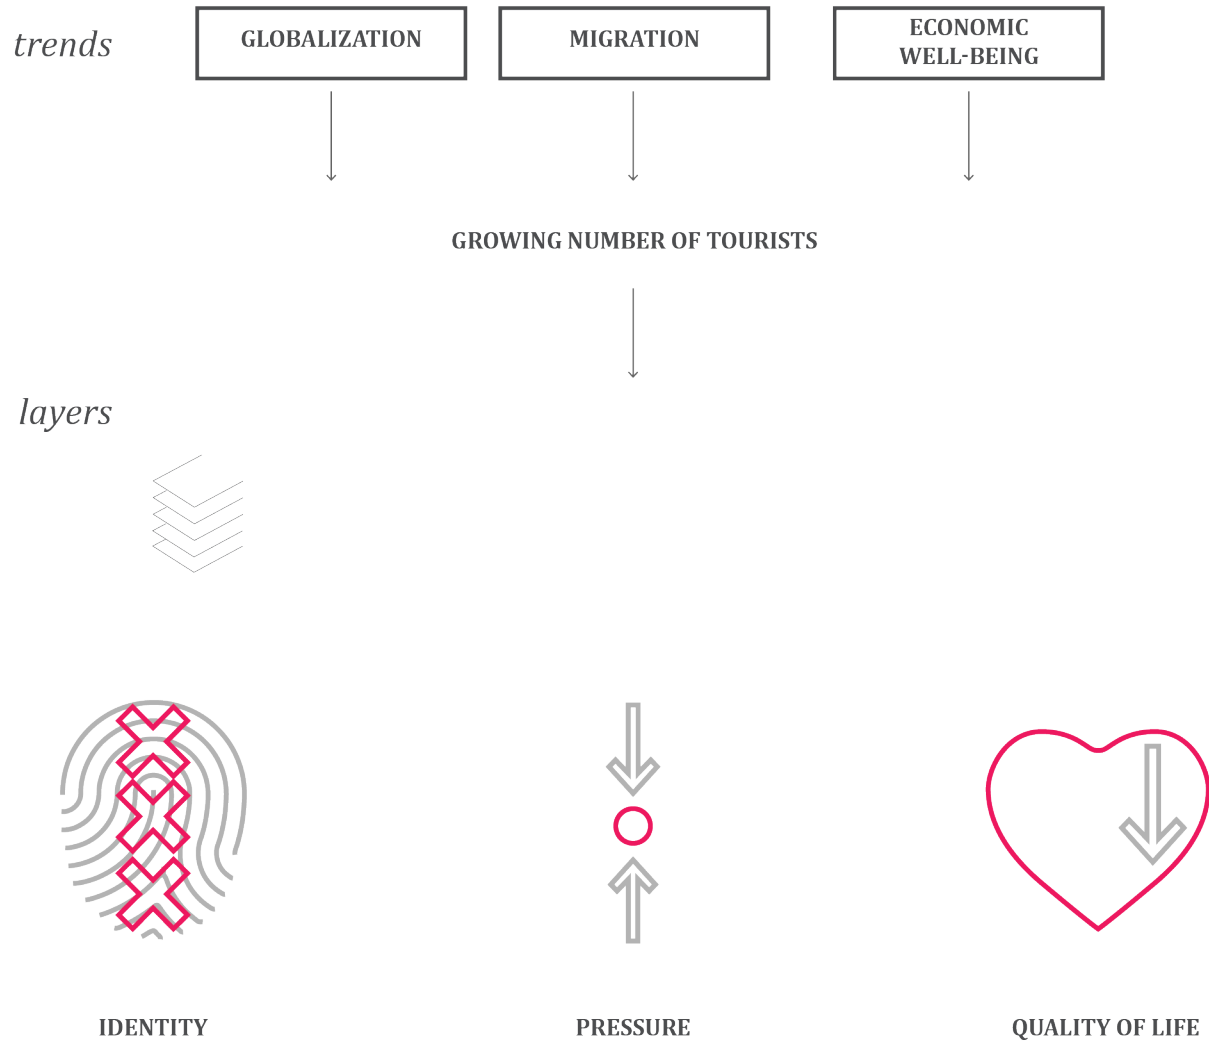 trends
GLOBALIZATION
MIGRATION
ECONOMIC
WELL-BEING
GROWING NUMBER OF TOURISTS
layers
IDENTITY
PRESSURE
QUALITY OF LIFE